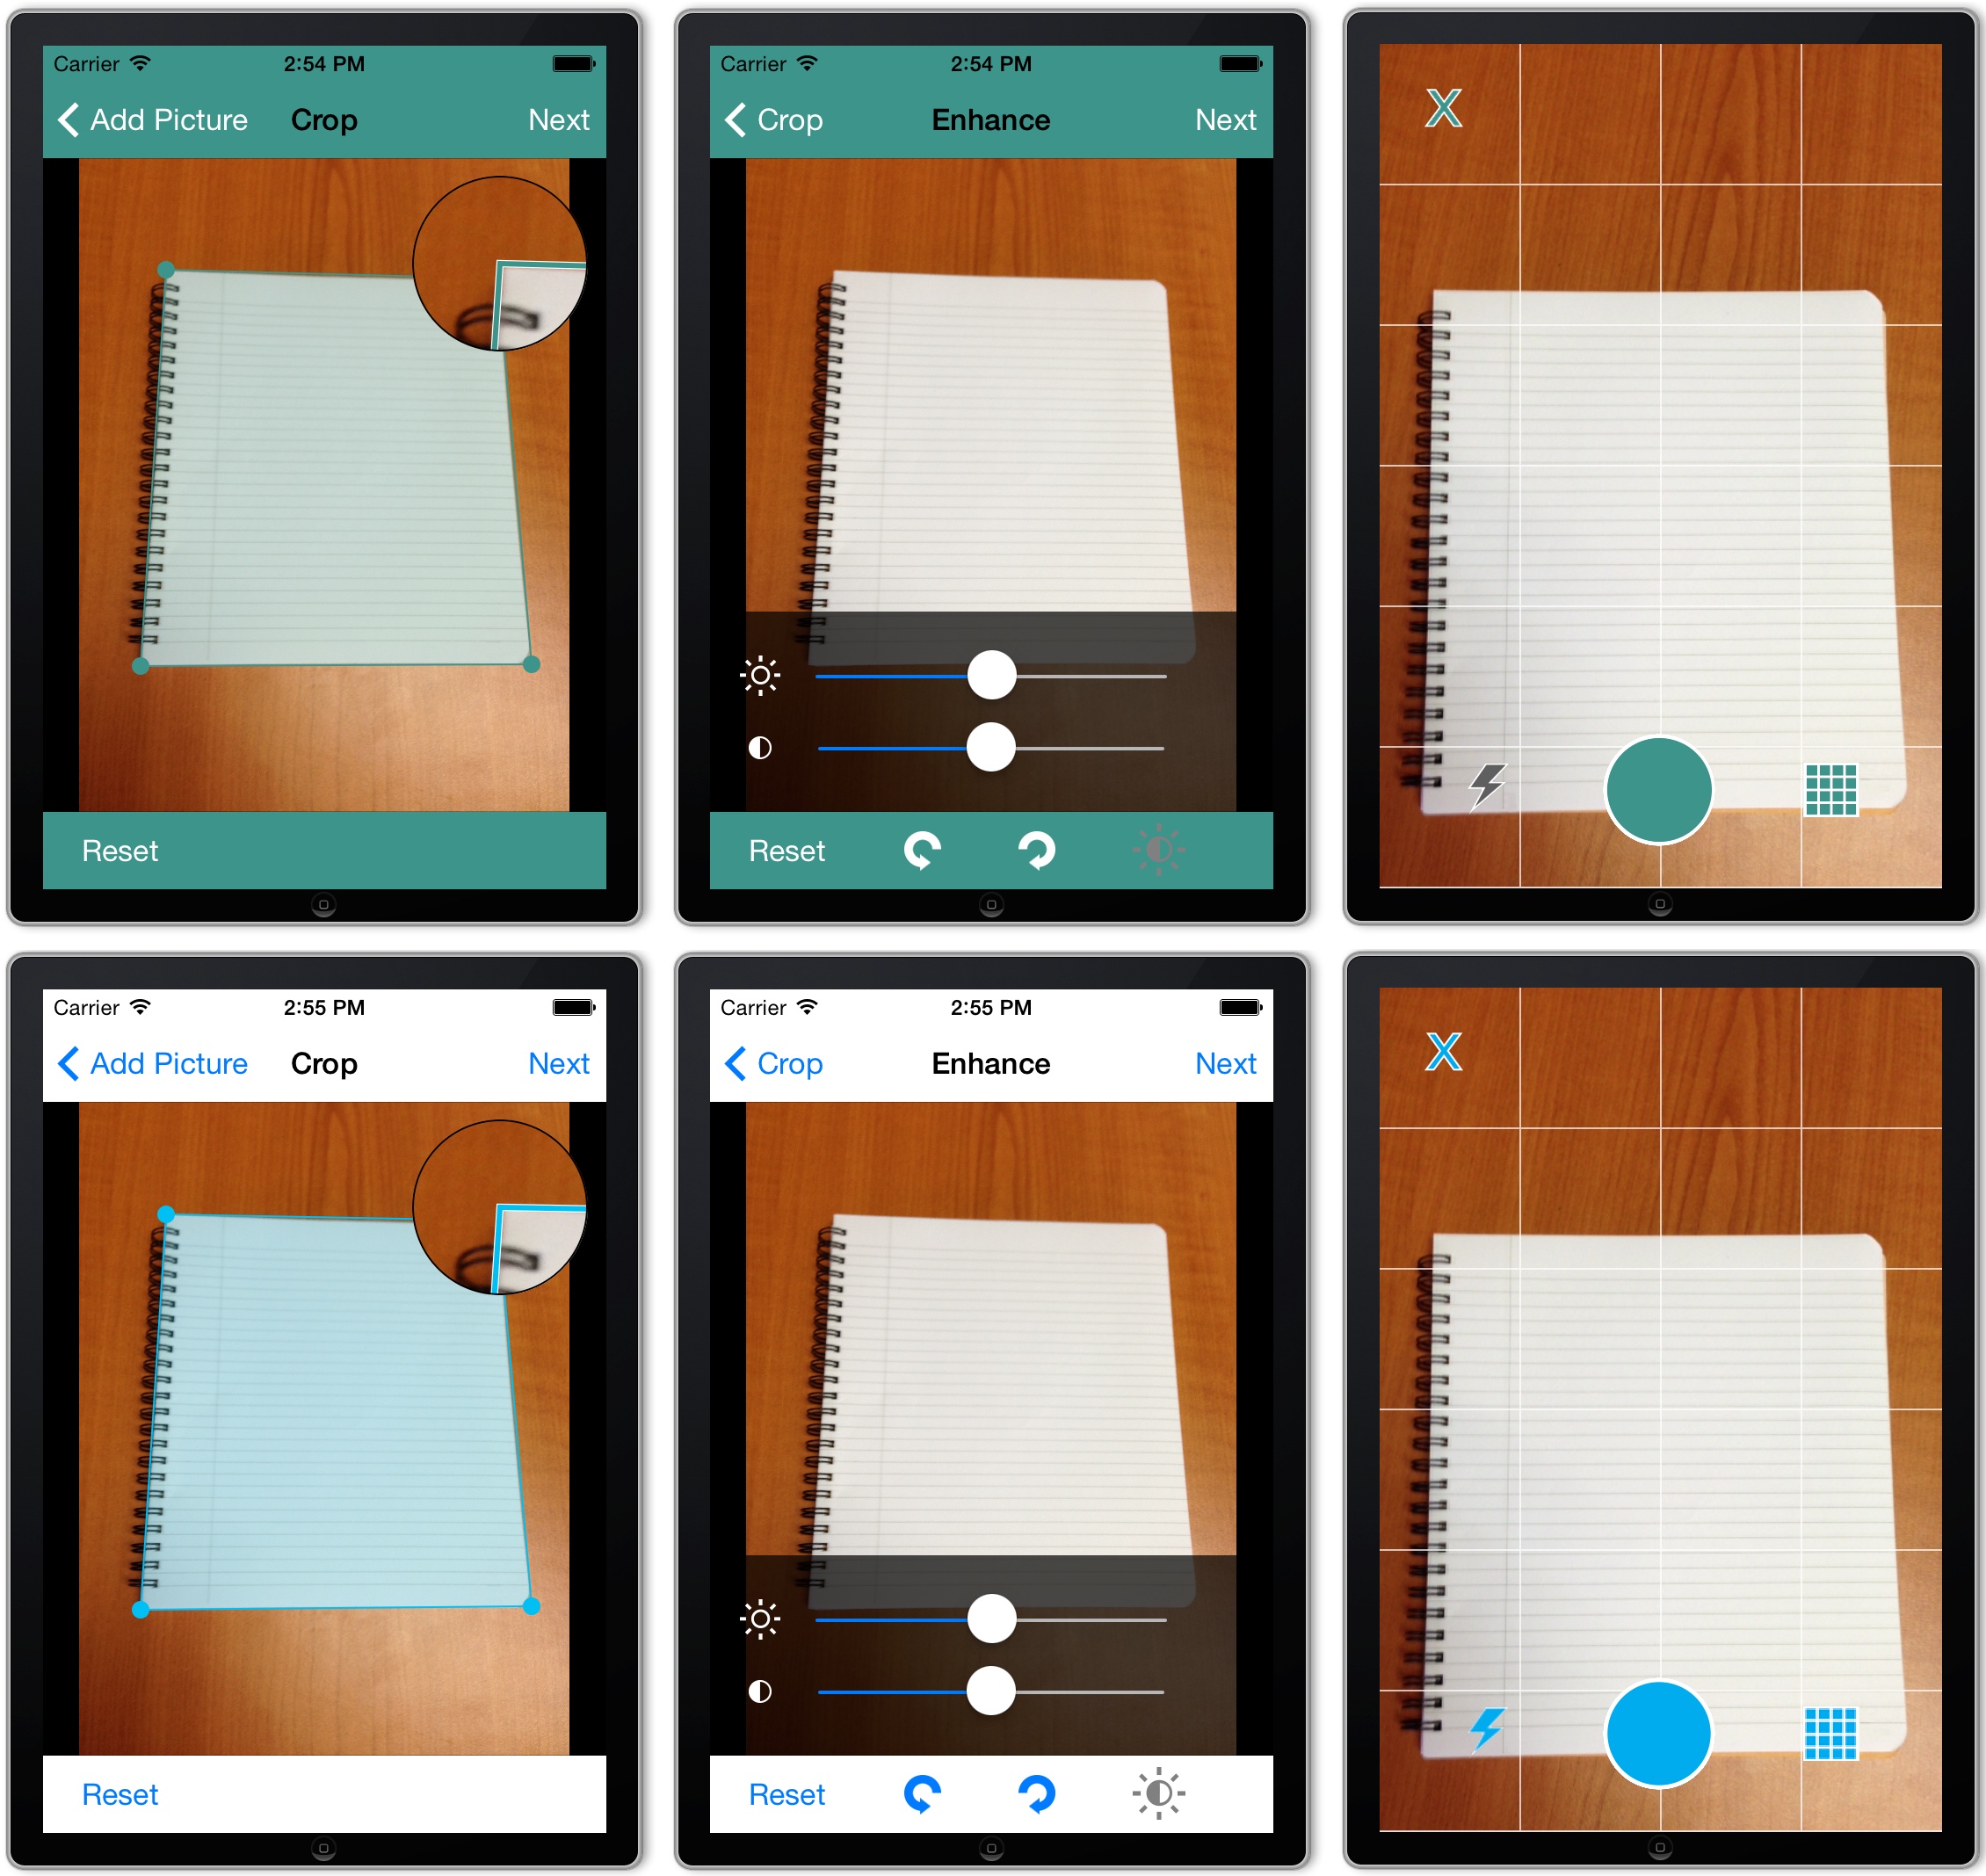 Carrier 2:54 PM
Add Picture Crop Next
Reset
Carrier 2:54 PM
Crop Enhance Next
Reset
X
Carrier 2:55 PM
Add Picture Crop Next
Reset
Carrier 2:55 PM
Crop Enhance Next
Reset
X